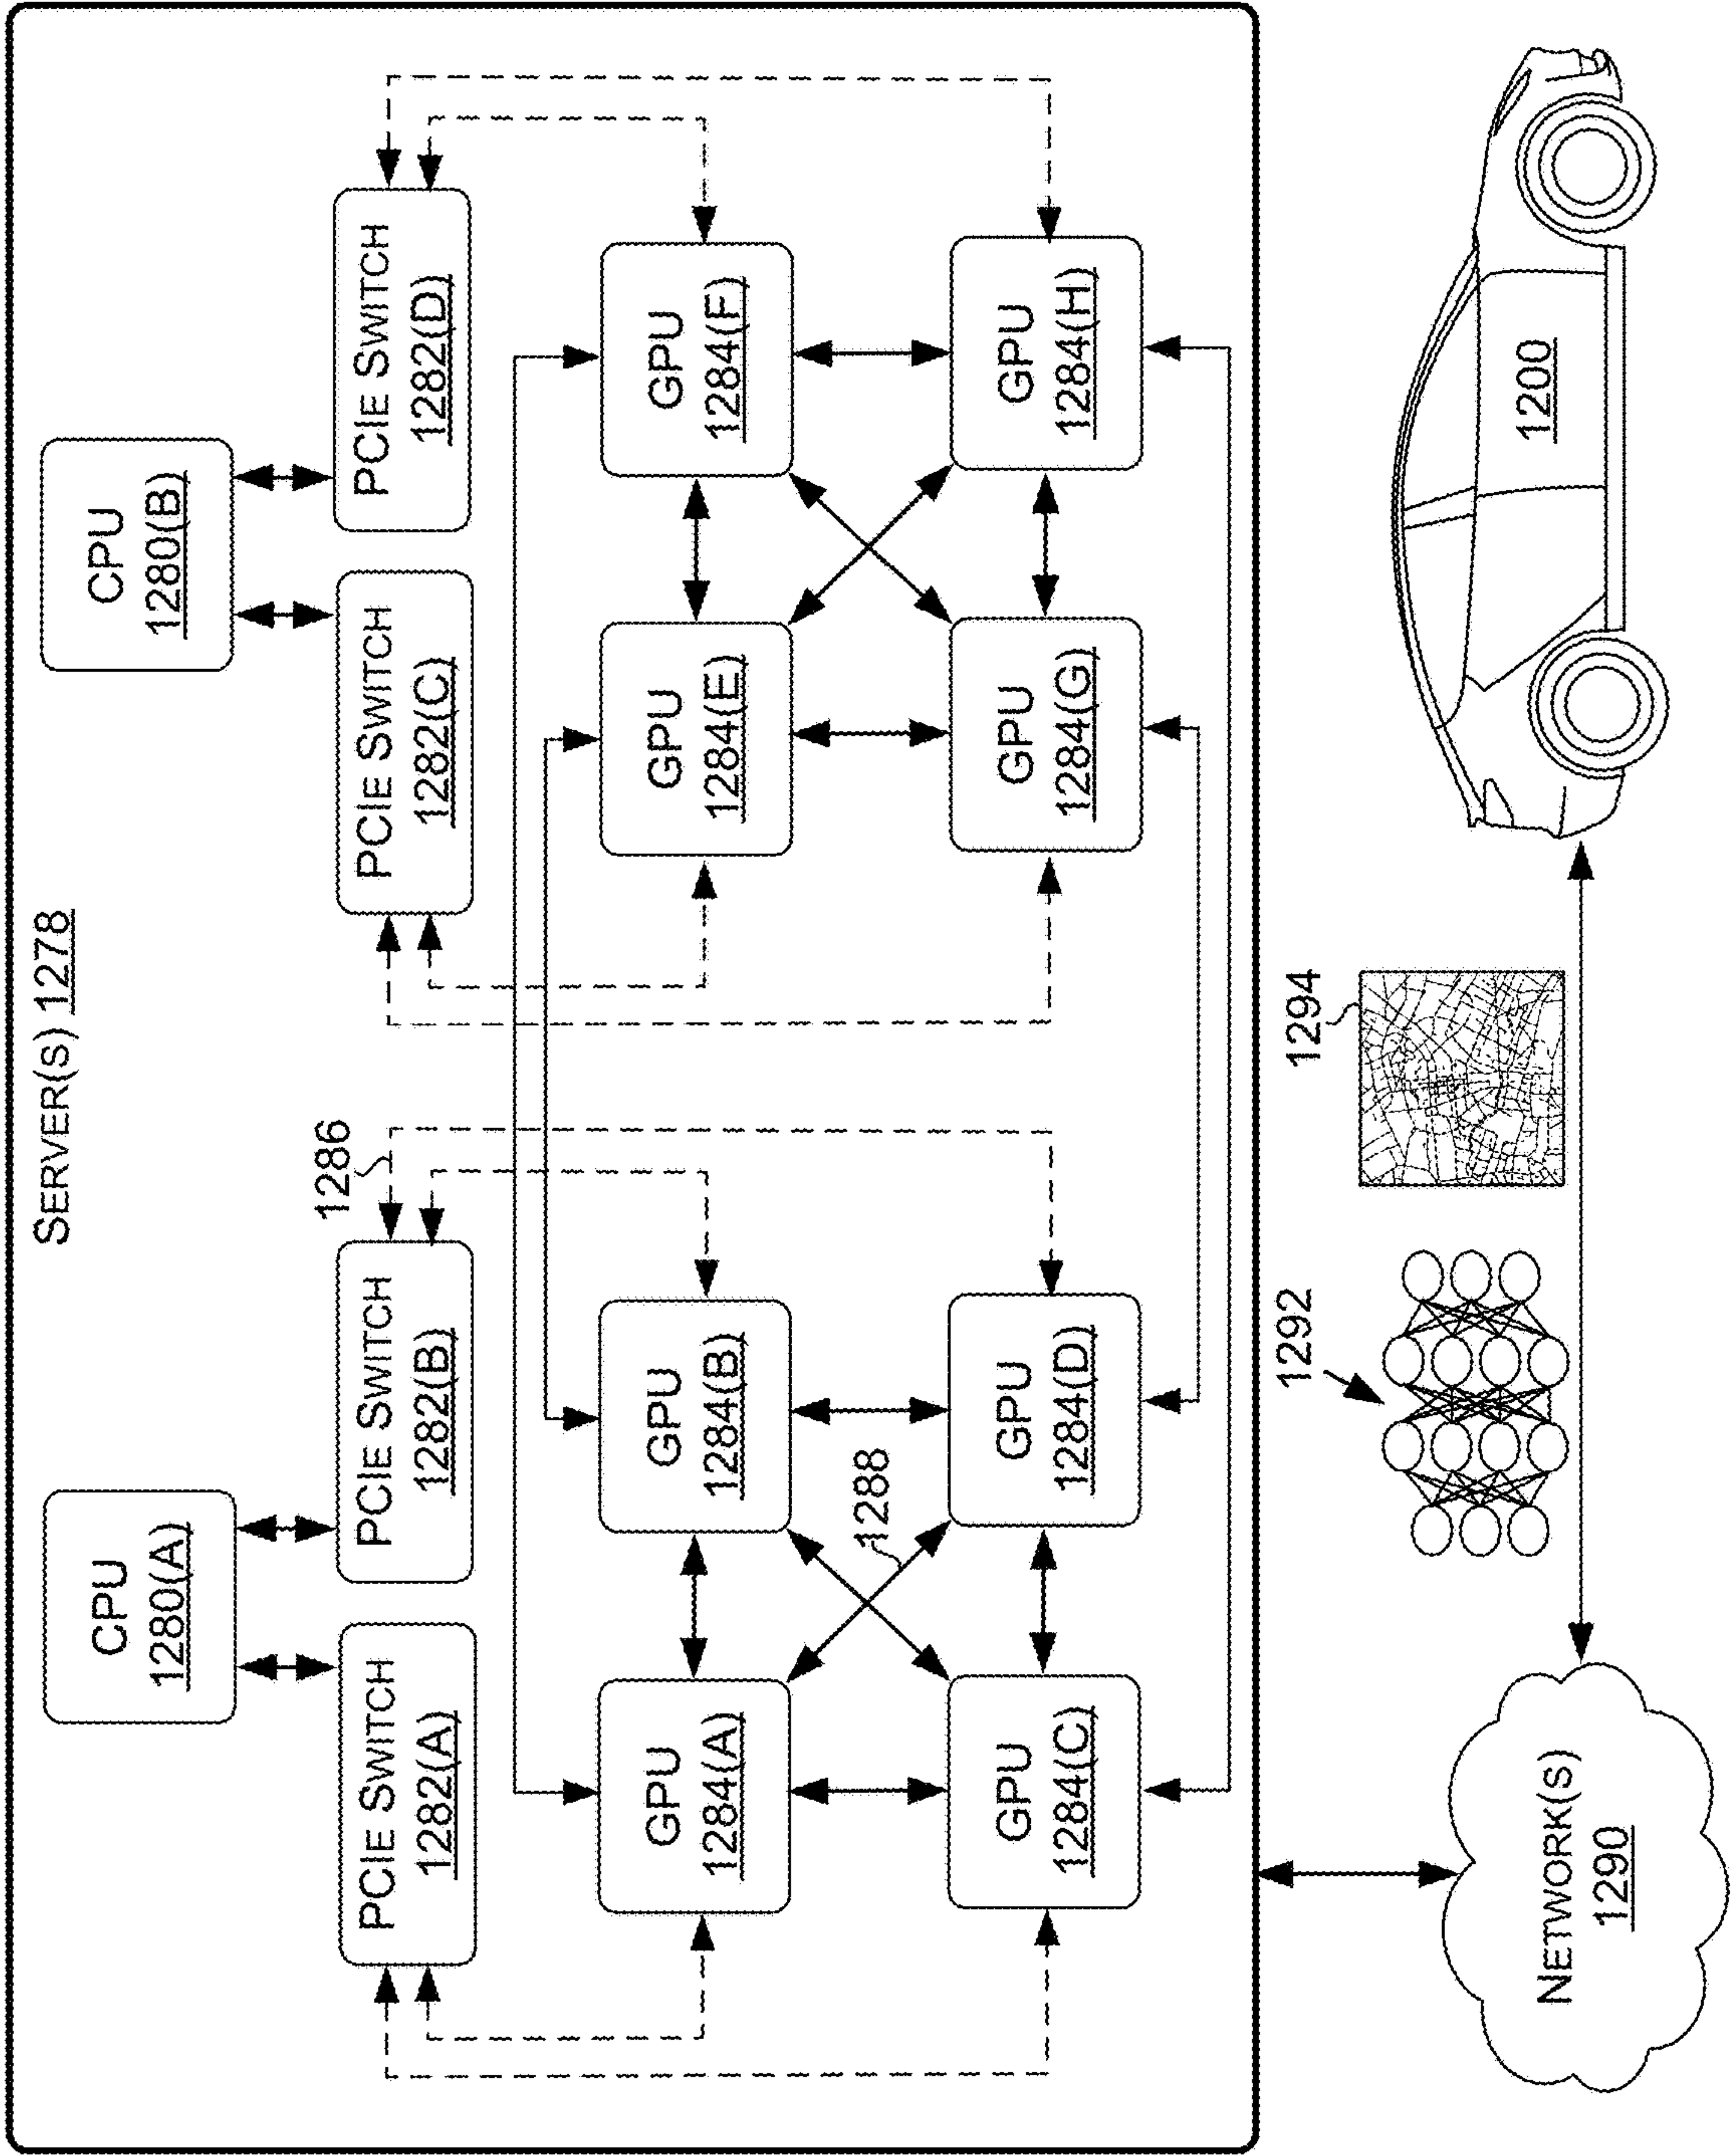 SERVER(S) 1278
CPU
1280(A)
CPU
1280(B)
PCIE SWITCH
1282(A)
PCIE SWITCH
1282(B)
1286
PCIE SWITCH
1282(C)
PCIE SWITCH
1282(D)
GPU
1284(A)
GPU
1284(B)
GPU
1284(E)
GPU
1284(F)
1288
GPU
1284(C)
GPU
1284(D)
GPU
1284(G)
GPU
1284(H)
NETWORK(S)
1290
1292
1294
1200